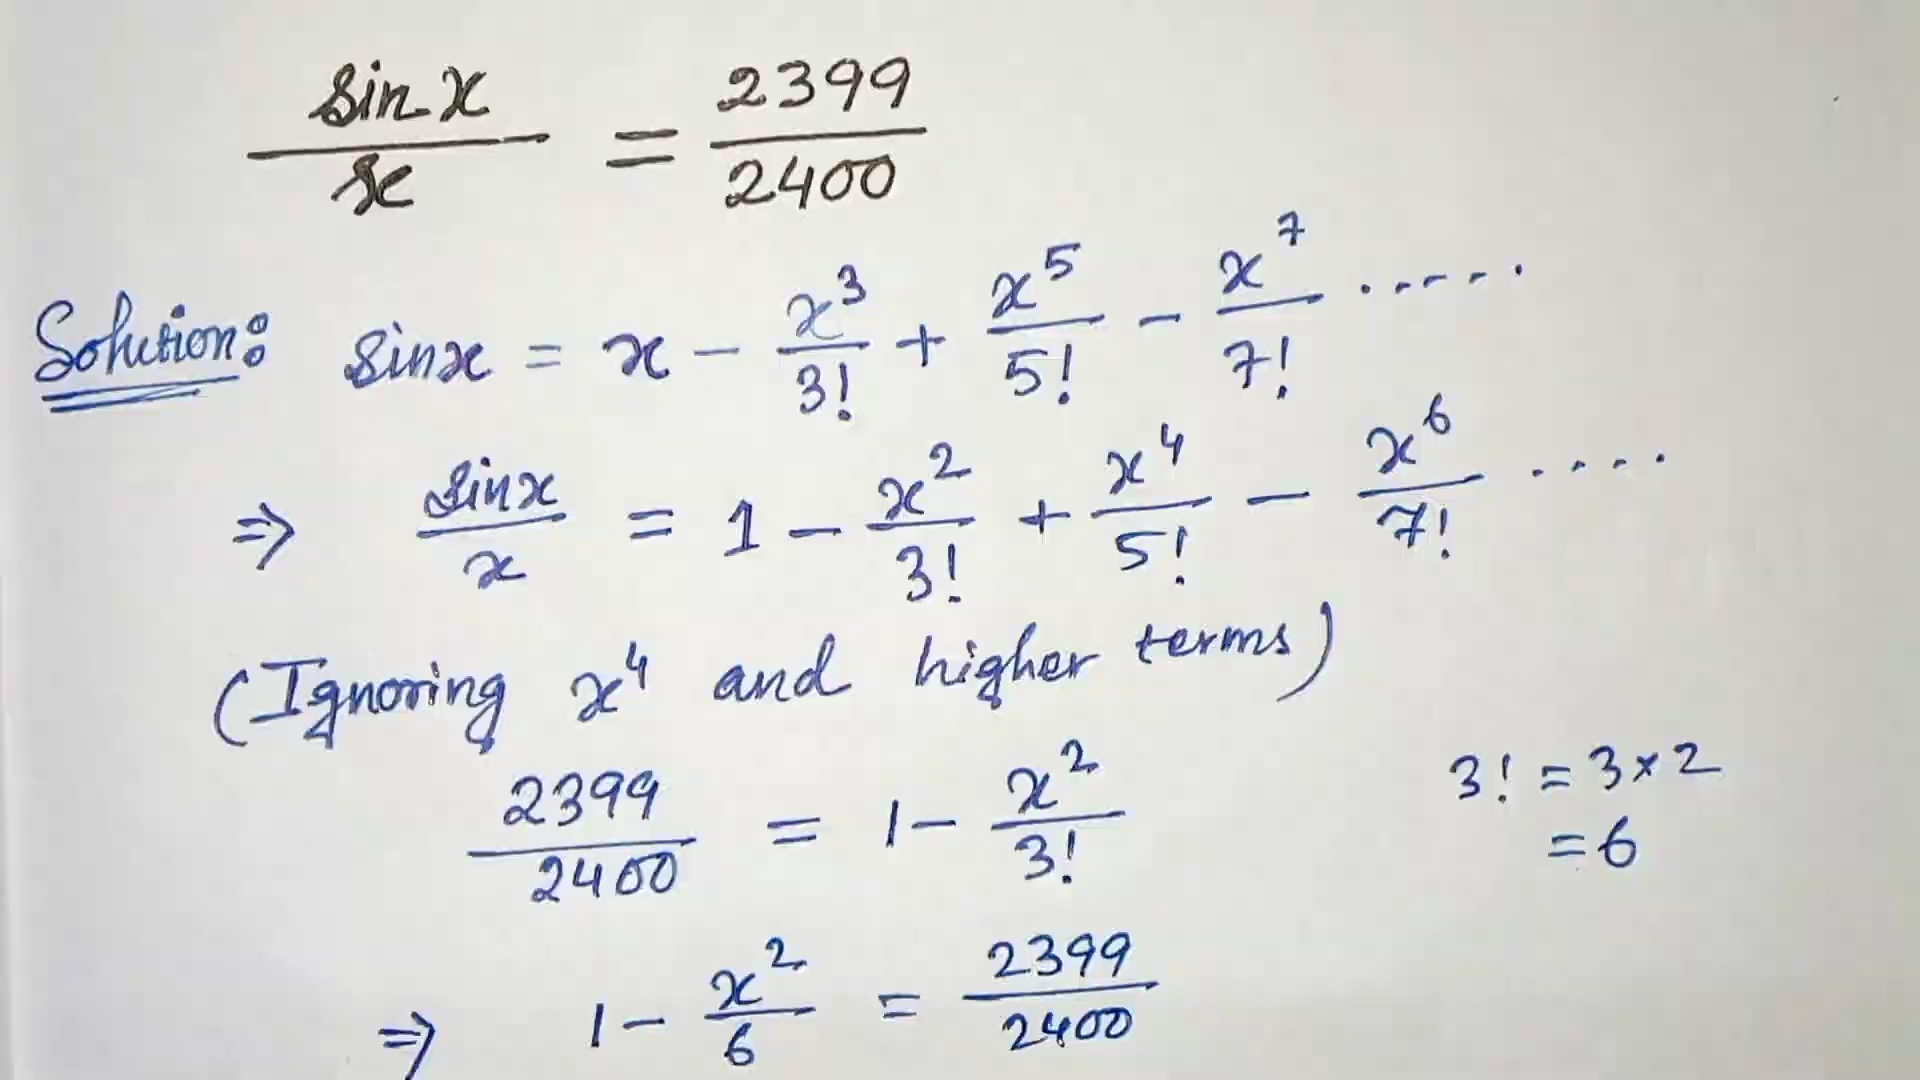 sin x / x = 2399 / 2400
Solution: sin x = x - x³/3! + x⁵/5! - x⁷/7! .....
⇒ sin x / x = 1 - x²/3! + x⁴/5! - x⁶/7! ....
(Ignoring x⁴ and higher terms)
2399 / 2400 = 1 - x²/3!
3! = 3 × 2
= 6
⇒ 1 - x²/6 = 2399 / 2400